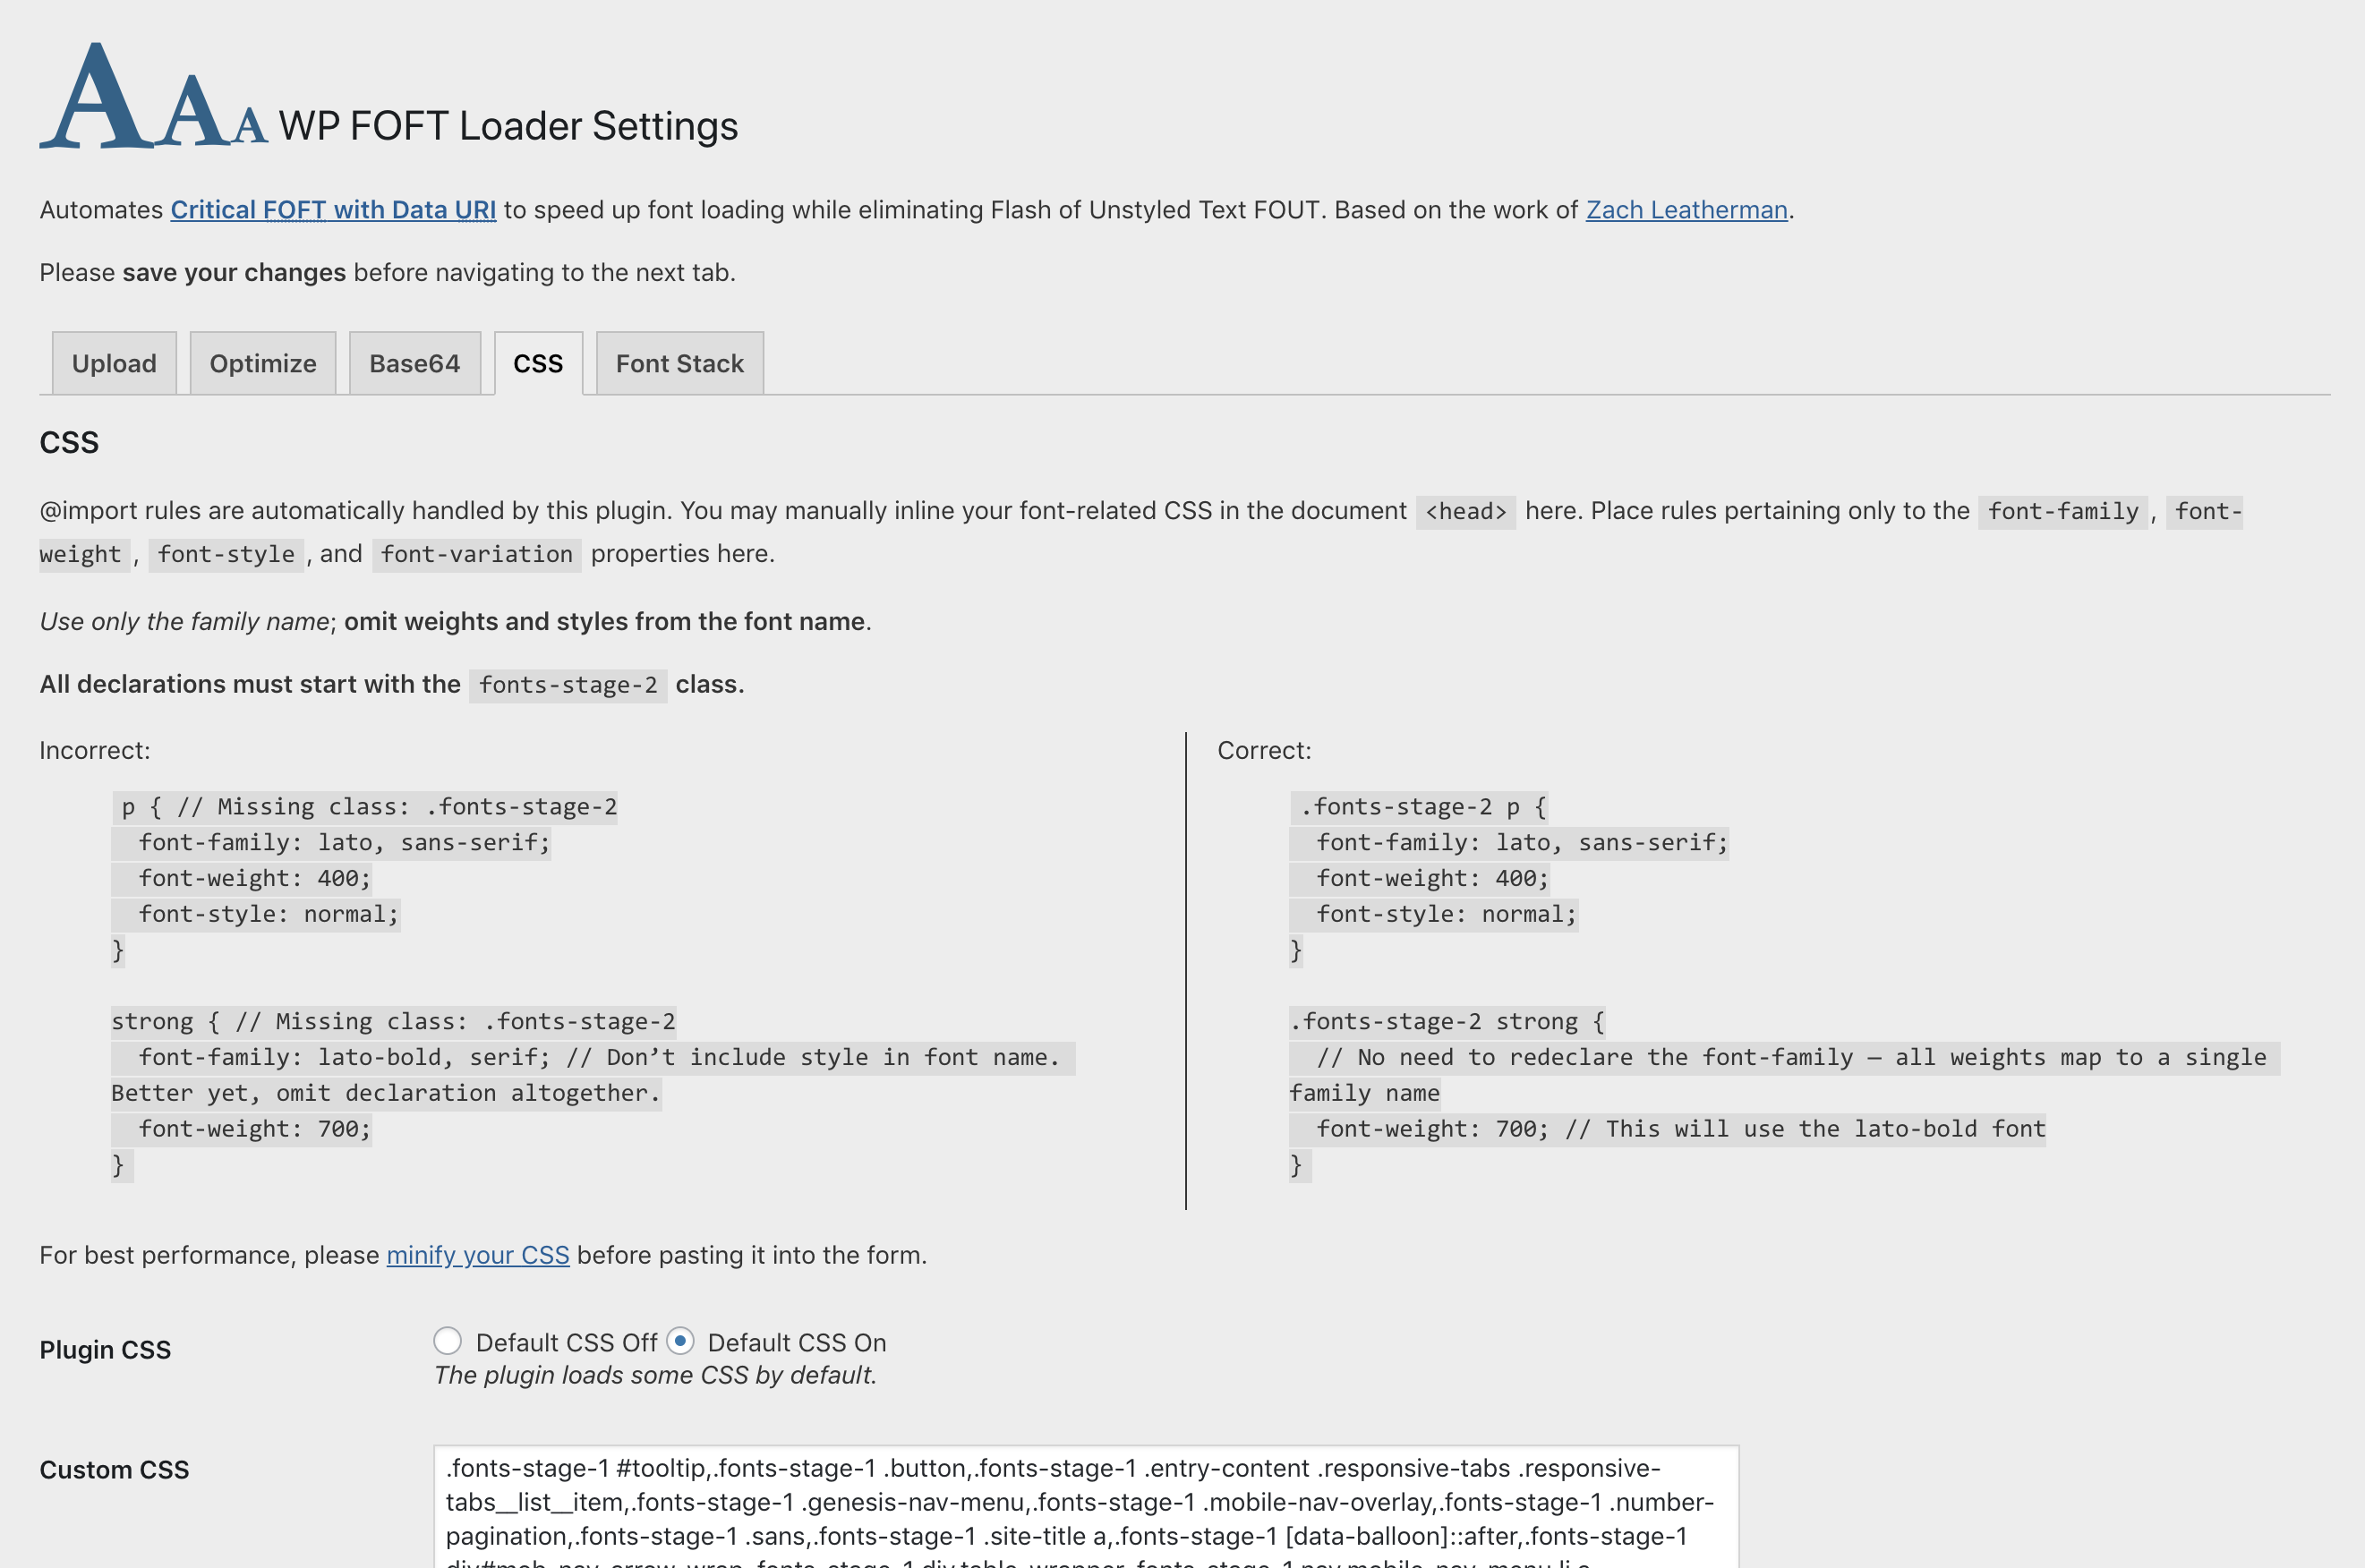 AAA WP FOFT Loader Settings
Automates Critical FOFT with Data URI to speed up font loading while eliminating Flash of Unstyled Text FOUT. Based on the work of Zach Leatherman.
Please save your changes before navigating to the next tab.
Upload Optimize Base64 CSS Font Stack
CSS
@import rules are automatically handled by this plugin. You may manually inline your font-related CSS in the document <head> here. Place rules pertaining only to the font-family , font-
weight , font-style , and font-variation properties here.
Use only the family name; omit weights and styles from the font name.
All declarations must start with the fonts-stage-2 class.
Incorrect:
p { // Missing class: .fonts-stage-2
  font-family: lato, sans-serif;
  font-weight: 400;
  font-style: normal;
}
strong { // Missing class: .fonts-stage-2
  font-family: lato-bold, serif; // Don’t include style in font name.
Better yet, omit declaration altogether.
  font-weight: 700;
}
Correct:
.fonts-stage-2 p {
  font-family: lato, sans-serif;
  font-weight: 400;
  font-style: normal;
}
.fonts-stage-2 strong {
  // No need to redeclare the font-family — all weights map to a single
family name
  font-weight: 700; // This will use the lato-bold font
}
For best performance, please minify your CSS before pasting it into the form.
Plugin CSS
Default CSS Off Default CSS On
The plugin loads some CSS by default.
Custom CSS
.fonts-stage-1 #tooltip,.fonts-stage-1 .button,.fonts-stage-1 .entry-content .responsive-tabs .responsive-
tabs__list__item,.fonts-stage-1 .genesis-nav-menu,.fonts-stage-1 .mobile-nav-overlay,.fonts-stage-1 .number-
pagination,.fonts-stage-1 .sans,.fonts-stage-1 .site-title a,.fonts-stage-1 [data-balloon]::after,.fonts-stage-1